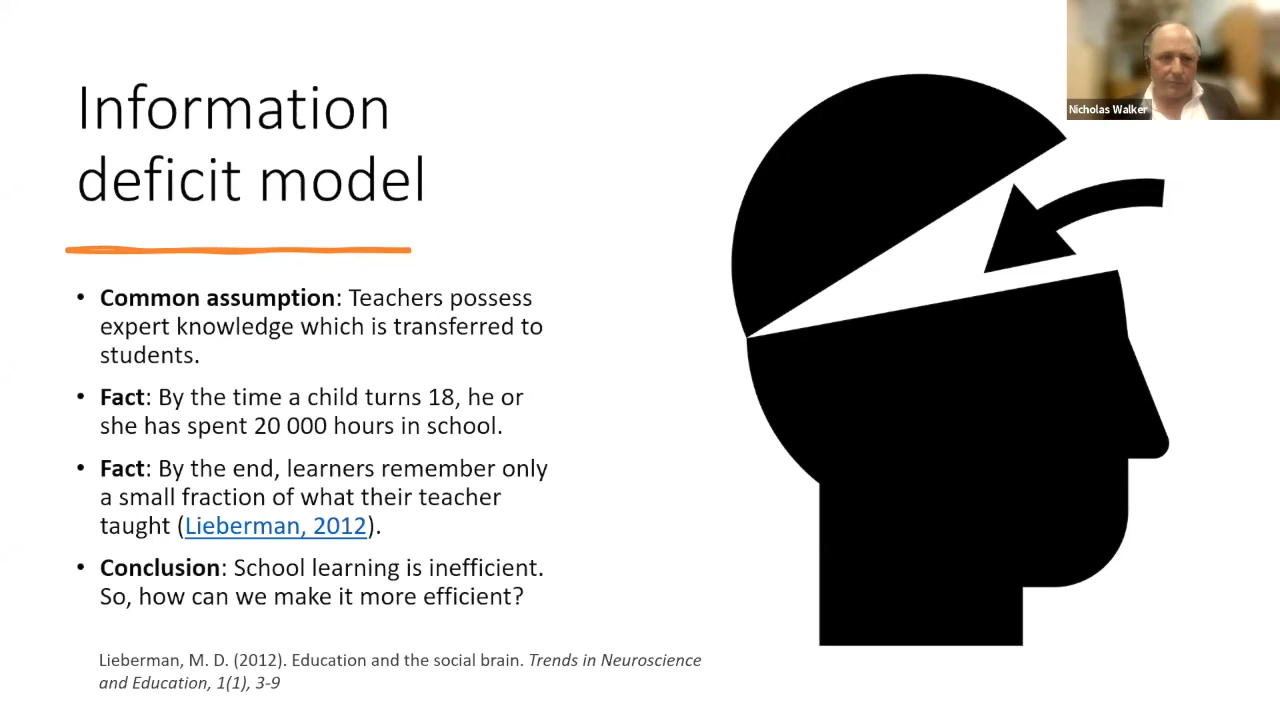 Information
deficit model
Nicholas Walker
• Common assumption: Teachers possess
expert knowledge which is transferred to
students.
• Fact: By the time a child turns 18, he or
she has spent 20 000 hours in school.
• Fact: By the end, learners remember only
a small fraction of what their teacher
taught (Lieberman, 2012).
• Conclusion: School learning is inefficient.
So, how can we make it more efficient?
Lieberman, M. D. (2012). Education and the social brain. Trends in Neuroscience
and Education, 1(1), 3-9